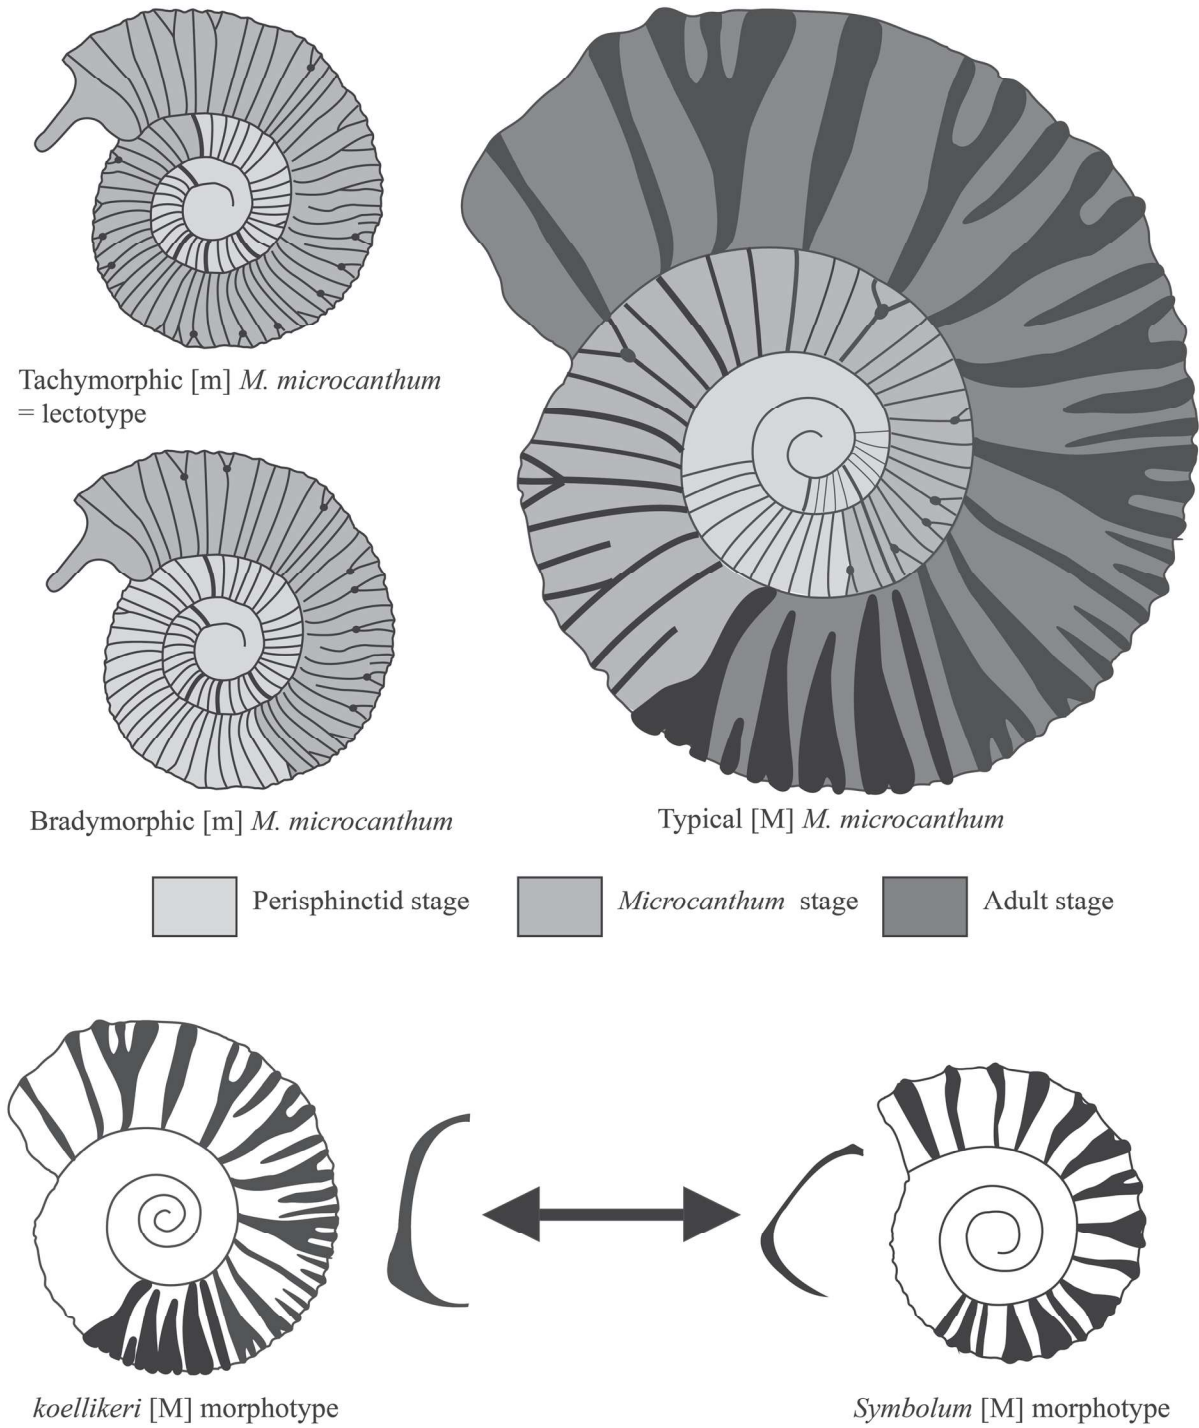 Tachymorphic [m] M. microcanthum
= lectotype
Bradymorphic [m] M. microcanthum
Typical [M] M. microcanthum
Perisphinctid stage
Microcanthum stage
Adult stage
koellikeri [M] morphotype
Symbolum [M] morphotype